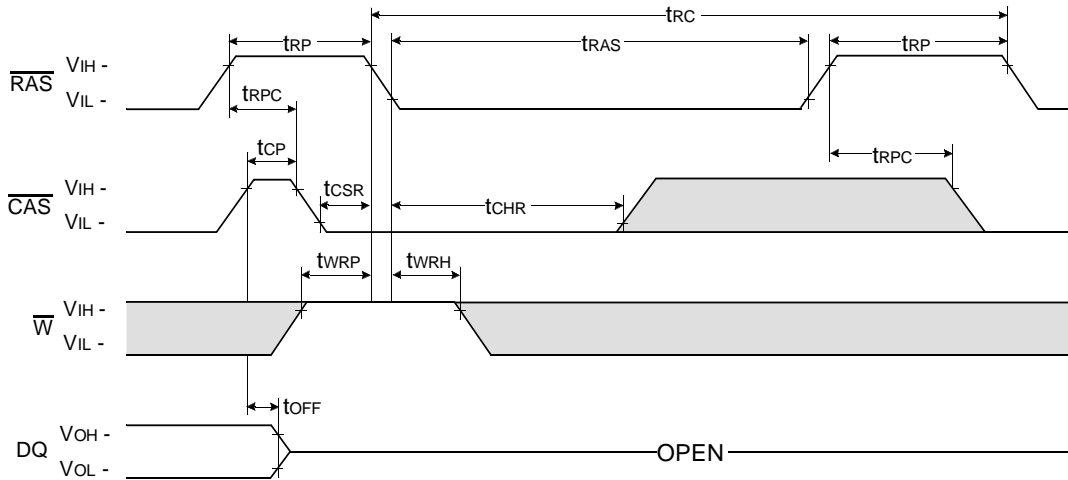 tRC
tRP
tRAS
tRP
RAS
VIH -
VIL -
tRPC
tCP
tRPC
CAS
VIH -
VIL -
tCSR
tCHR
tWRP
tWRH
W
VIH -
VIL -
tOFF
DQ
VOH -
VOL -
OPEN